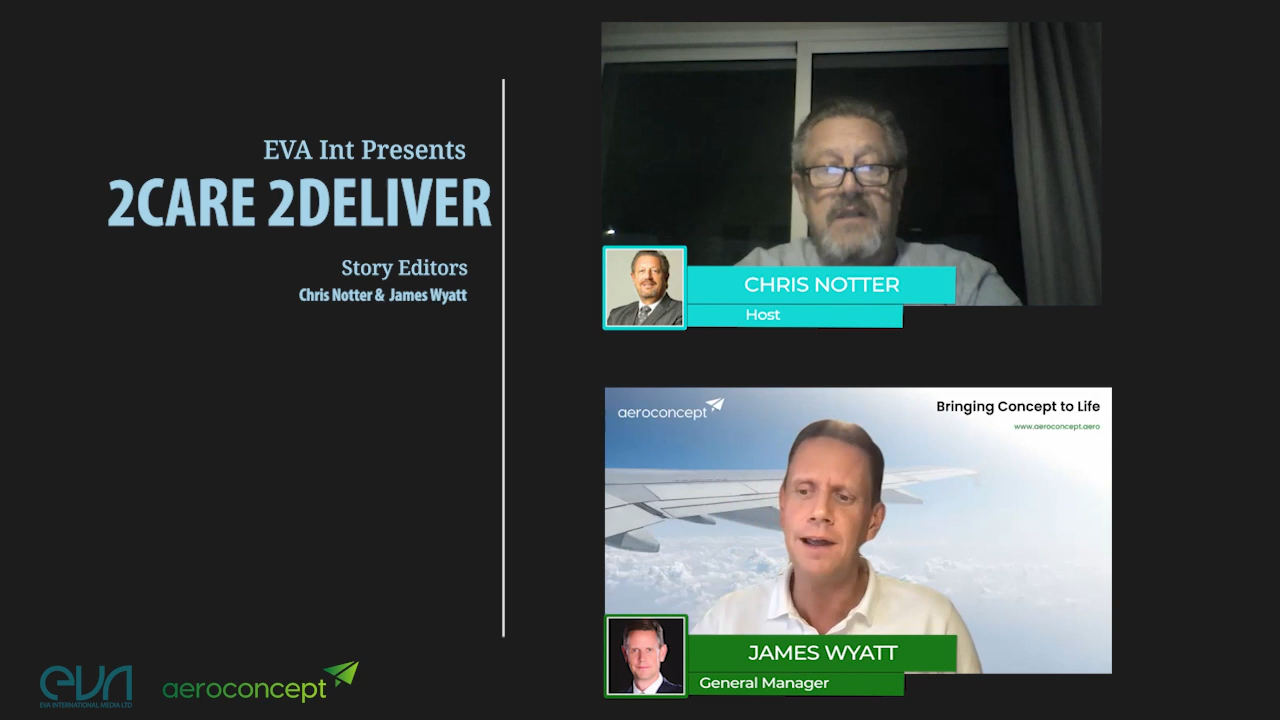 EVA Int Presents
2CARE 2DELIVER
Story Editors
Chris Notter & James Wyatt
CHRIS NOTTER
Host
aeroconcept
Bringing Concept to Life
www.aeroconcept.aero
JAMES WYATT
General Manager
EVA
EVA INTERNATIONAL MEDIA LTD
aeroconcept